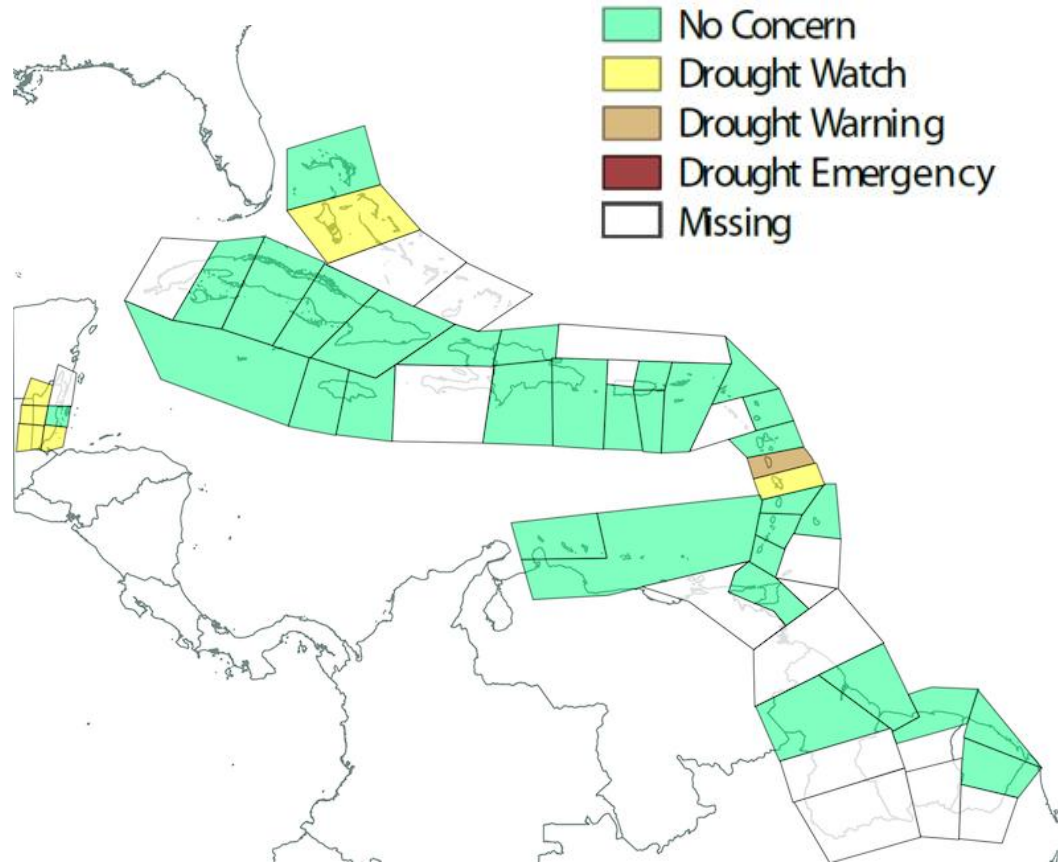 No Concern
Drought Watch
Drought Warning
Drought Emergency
Missing